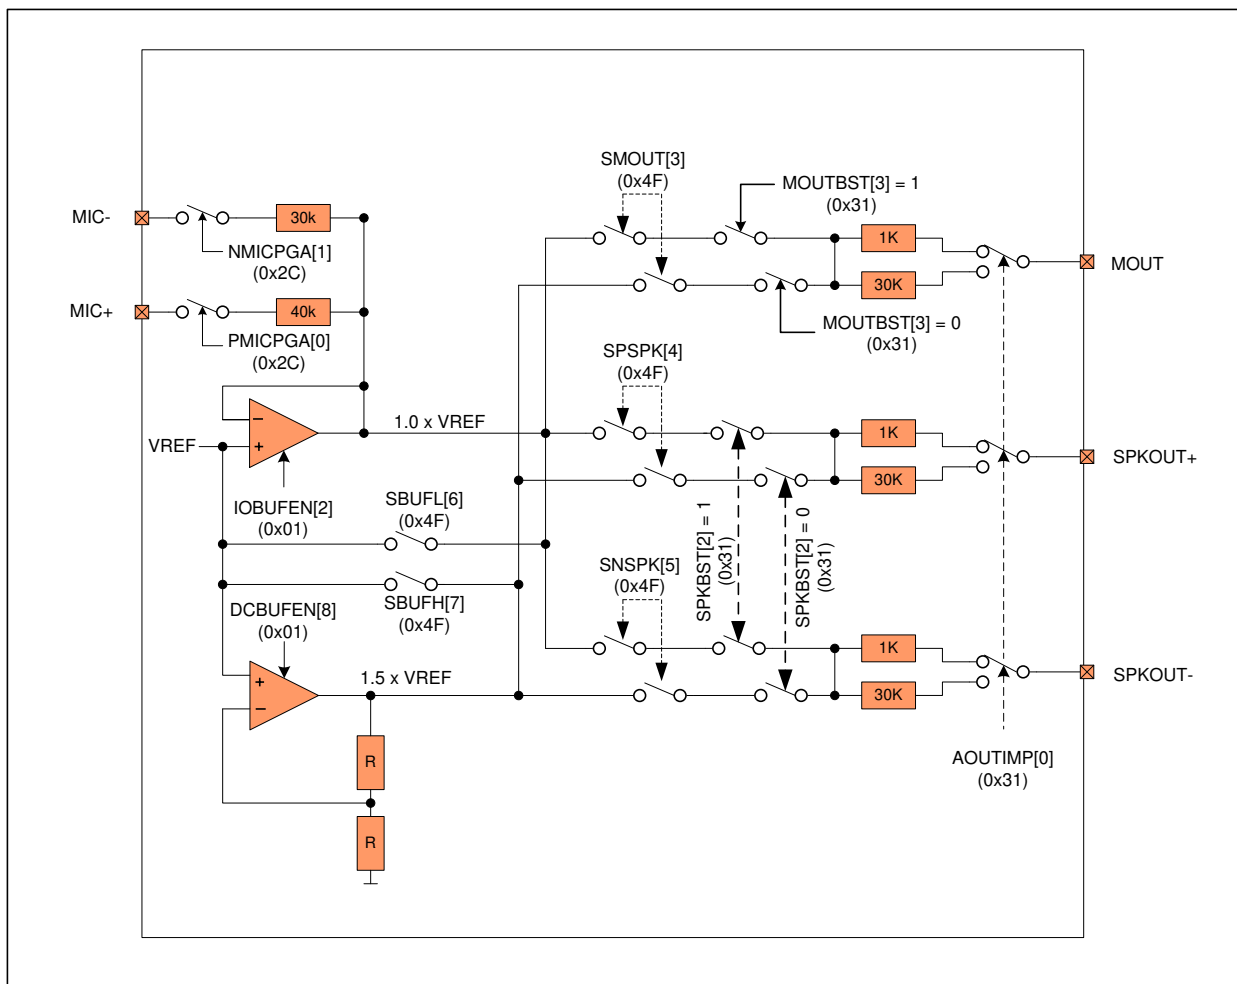 SMOUT[3]
(0x4F)
MOUTBST[3] = 1
(0x31)
MIC-
30k
NMICPGA[1]
(0x2C)
1K
MOUT
30K
MIC+
40k
MOUTBST[3] = 0
(0x31)
PMICPGA[0]
(0x2C)
SPSPK[4]
(0x4F)
1.0 x VREF
−
+
VREF
1K
SPKOUT+
30K
IOBUFEN[2]
(0x01)
SBUFL[6]
(0x4F)
SPKBST[2] = 1
(0x31)
SPKBST[2] = 0
(0x31)
SNSPK[5]
(0x4F)
SBUFH[7]
(0x4F)
DCBUFEN[8]
(0x01)
1K
SPKOUT-
30K
1.5 x VREF
+
−
R
R
AOUTIMP[0]
(0x31)